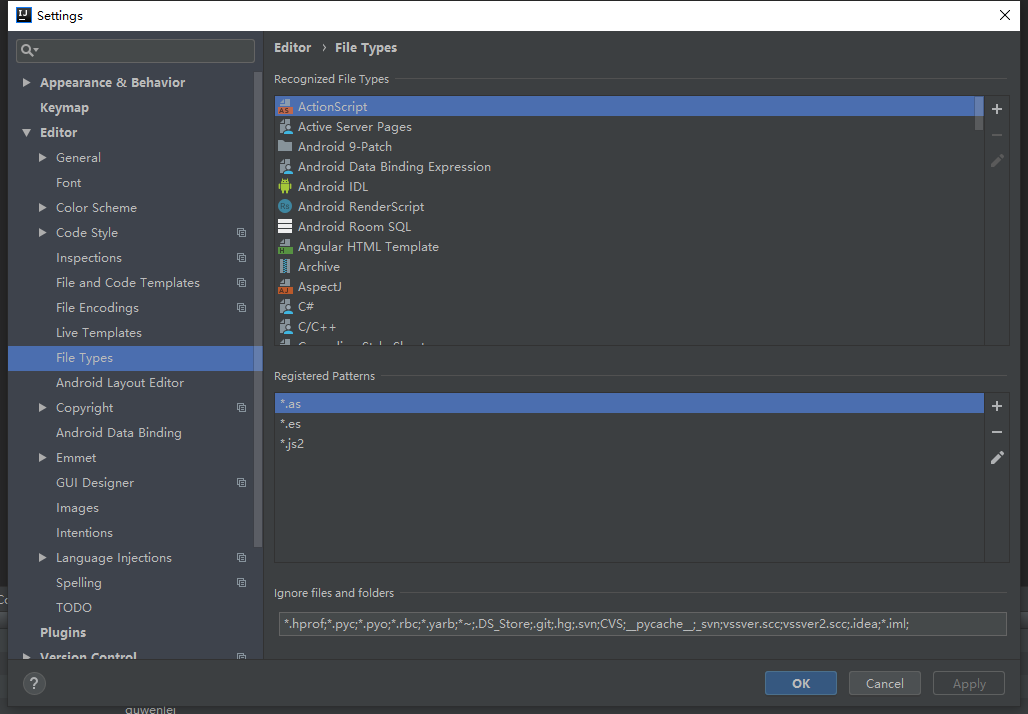 Settings
Appearance & Behavior
Keymap
Editor
General
Font
Color Scheme
Code Style
Inspections
File and Code Templates
File Encodings
Live Templates
File Types
Android Layout Editor
Copyright
Android Data Binding
Emmet
GUI Designer
Images
Intentions
Language Injections
Spelling
TODO
Plugins
Version Control
Editor › File Types
Recognized File Types
ActionScript
Active Server Pages
Android 9-Patch
Android Data Binding Expression
Android IDL
Android RenderScript
Android Room SQL
Angular HTML Template
Archive
AspectJ
C#
C/C++
Registered Patterns
*.as
*.es
*.js2
Ignore files and folders
*.hprof;*.pyc;*.pyo;*.rbc;*.yarb;*~;.DS_Store;.git;.hg;.svn;CVS;__pycache__;_svn;vssver.scc;vssver2.scc;.idea;*.iml;
?
OK
Cancel
Apply